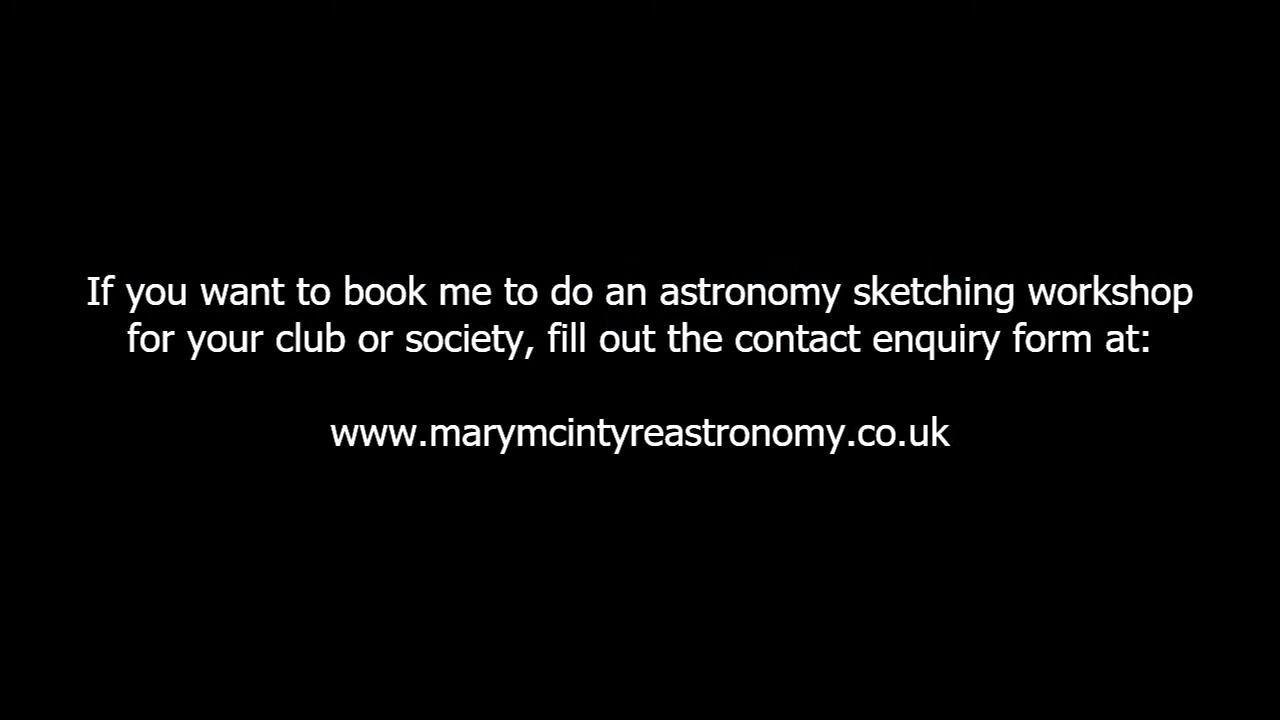 If you want to book me to do an astronomy sketching workshop
for your club or society, fill out the contact enquiry form at:
www.marymcintyreastronomy.co.uk